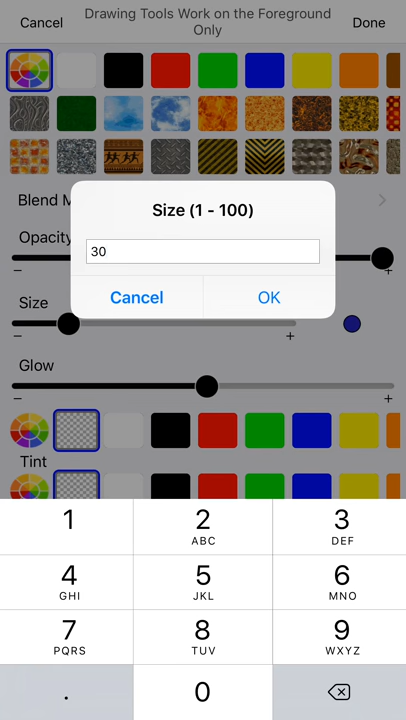 Cancel
Drawing Tools Work on the Foreground
Only
Done
Blend M
Size (1 - 100)
Opacity
30
Cancel
OK
−
+
Size
−
+
Glow
−
+
Tint
1
2
ABC
3
DEF
4
GHI
5
JKL
6
MNO
7
PQRS
8
TUV
9
WXYZ
.
0